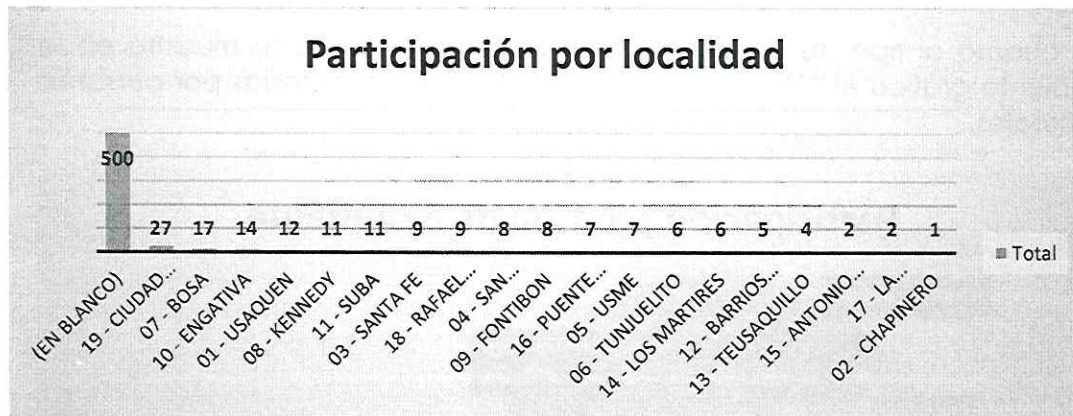 Participación por localidad
500 27 17 14 12 11 11 9 9 8 8 7 7 6 6 5 4 2 2 1
Total
(EN BLANCO)
19 - CIUDAD...
07 - BOSA
10 - ENGATIVA
01 - USAQUEN
08 - KENNEDY
11 - SUBA
03 - SANTA FE
18 - RAFAEL...
04 - SAN...
09 - FONTIBON
16 - PUENTE...
05 - USME
06 - TUNJUELITO
14 - LOS MARTIRES
12 - BARRIOS...
13 - TEUSAQUILLO
15 - ANTONIO...
17 - LA...
02 - CHAPINERO